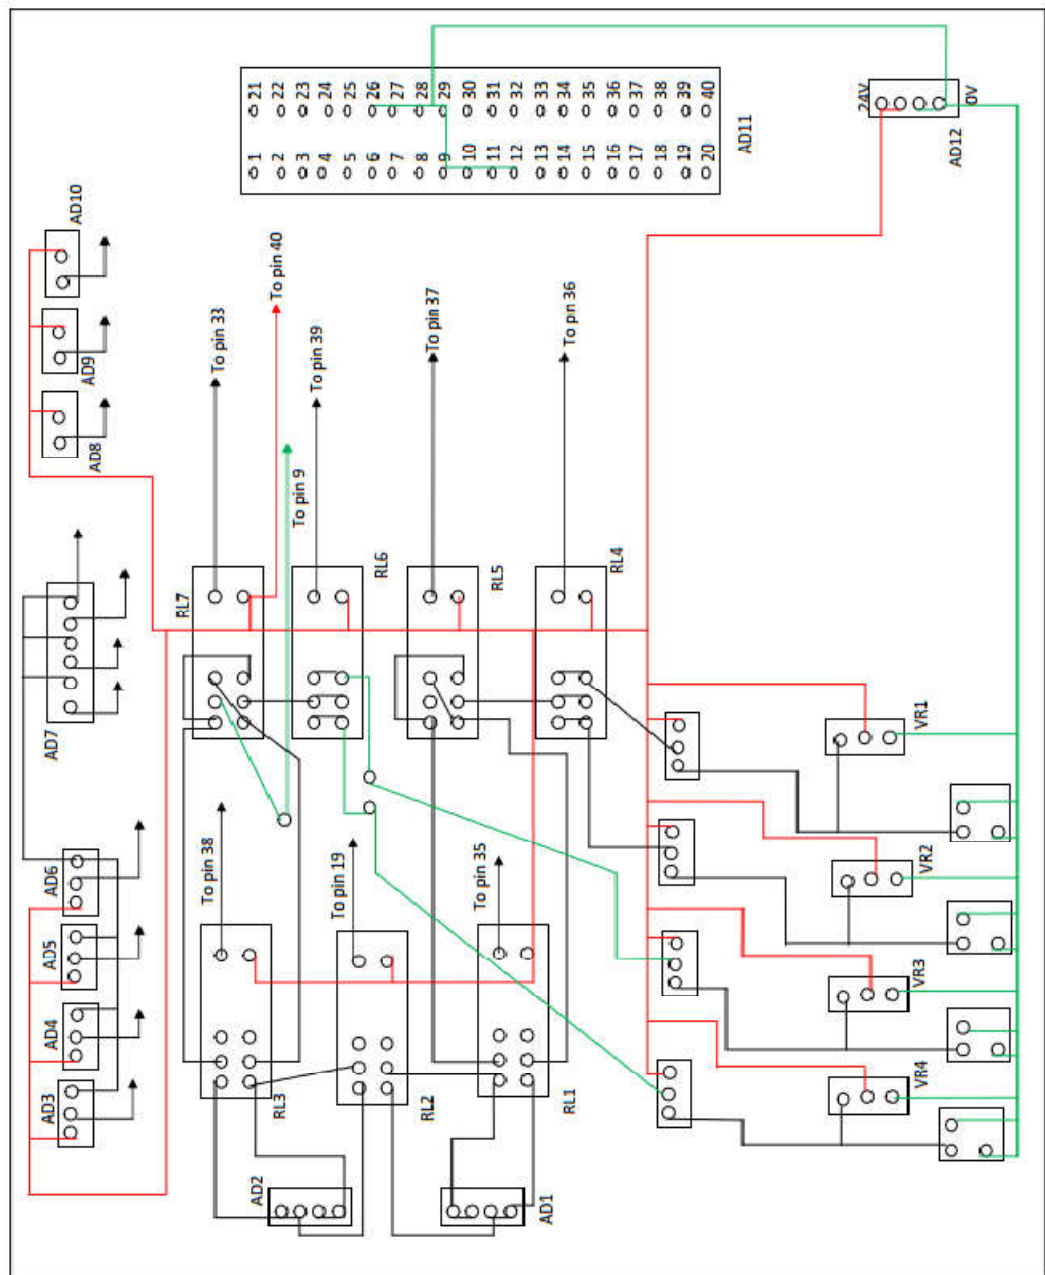 21
22
23
24
25
26
27
28
29
30
31
32
33
34
35
36
37
38
39
40
1
2
3
4
5
6
7
8
9
10
11
12
13
14
15
16
17
18
19
20
AD11
24V
0V
AD12
AD10
AD9
AD8
AD7
AD6
AD5
AD4
AD3
To pin 33
To pin 40
To pin 39
To pin 37
To pin 36
To pin 9
RL7
RL6
RL5
RL4
To pin 38
To pin 19
To pin 35
RL3
RL2
RL1
AD2
AD1
VR1
VR2
VR3
VR4